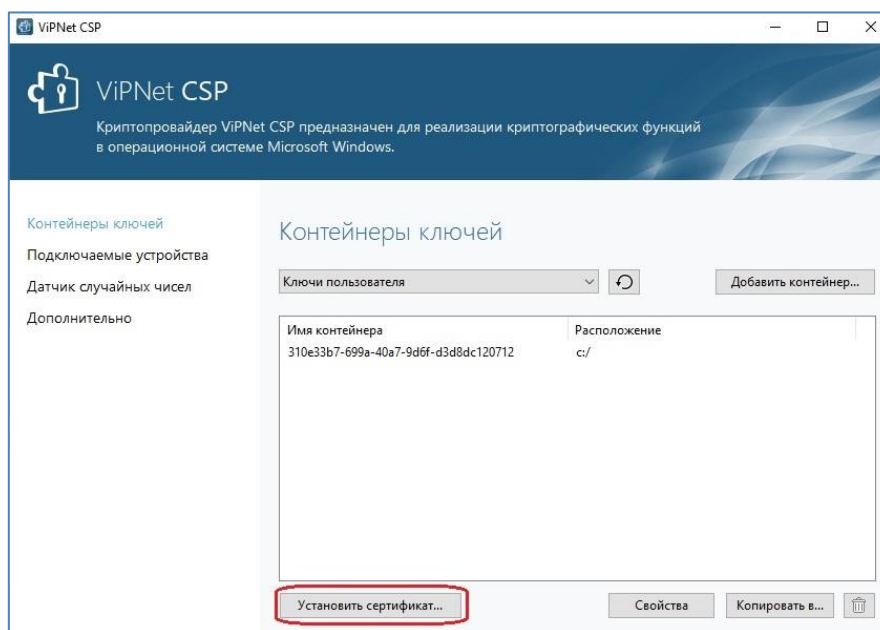 ViPNet CSP
ViPNet CSP
Криптопровайдер ViPNet CSP предназначен для реализации криптографических функций
в операционной системе Microsoft Windows.
Контейнеры ключей
Подключаемые устройства
Датчик случайных чисел
Дополнительно
Контейнеры ключей
Ключи пользователя
Добавить контейнер...
Имя контейнера Расположение
310e33b7-699a-40a7-9d6f-d3d8dc120712 c:/
Установить сертификат... Свойства Копировать в...